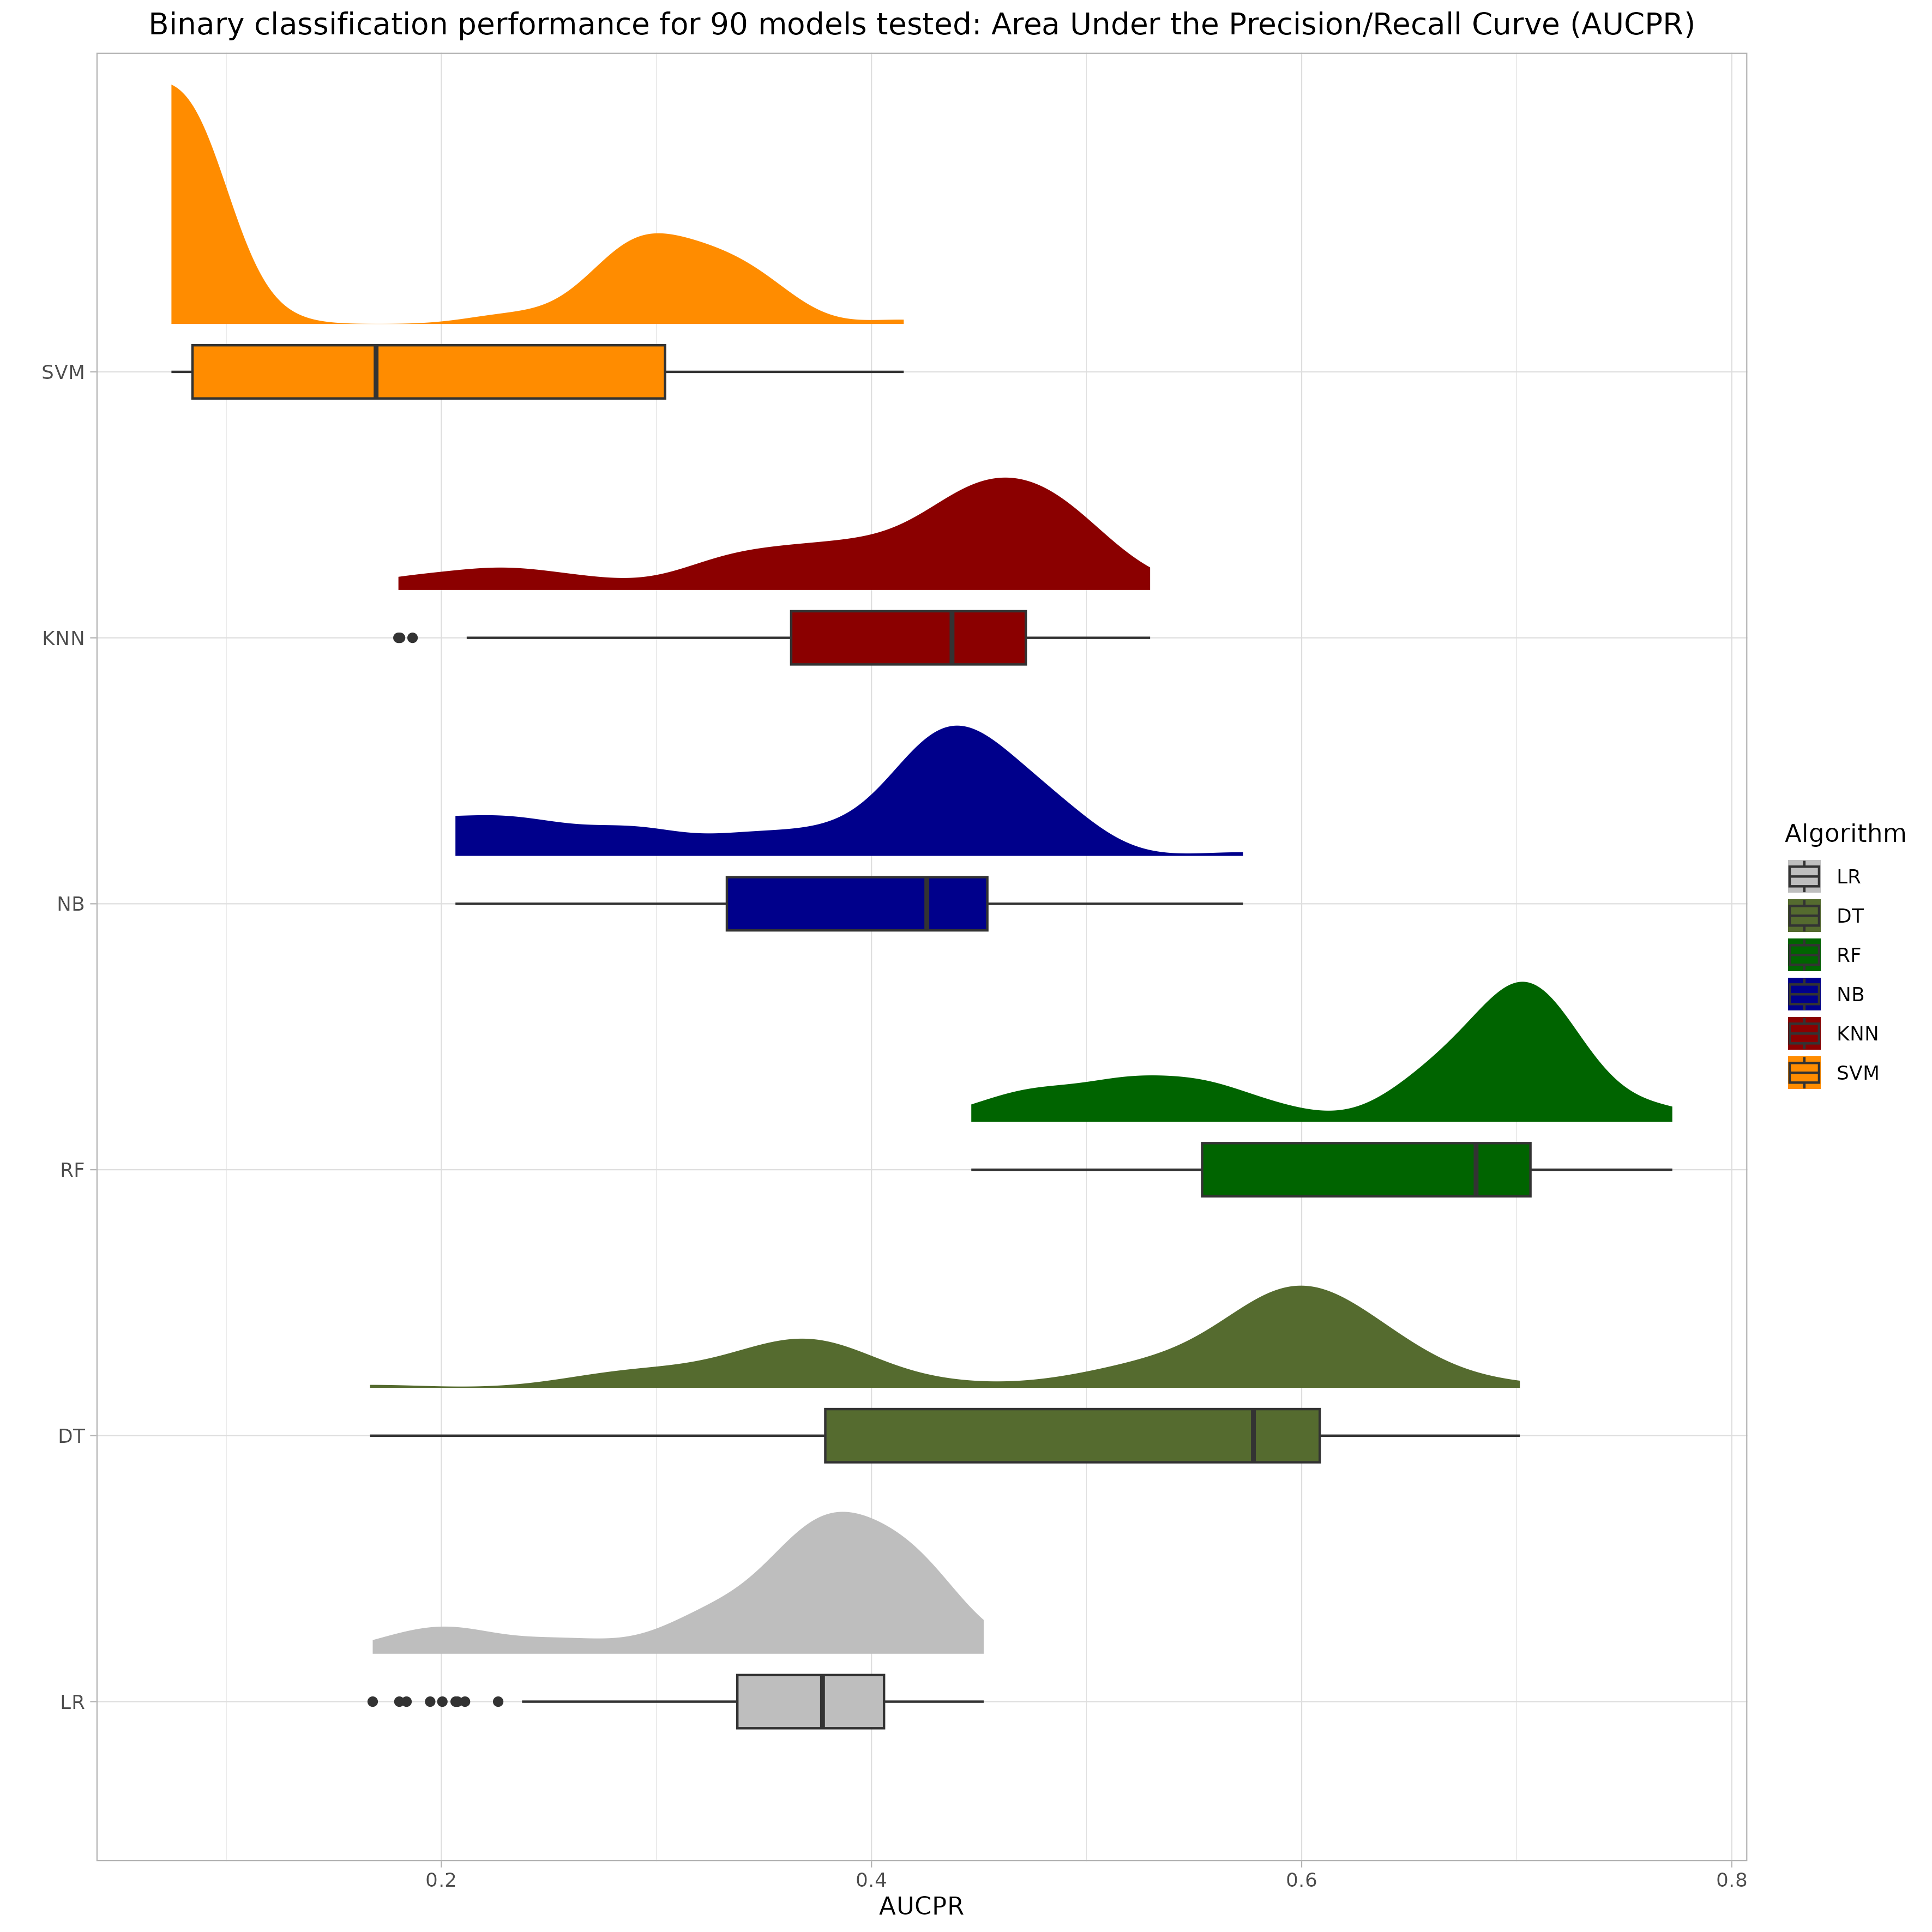 Binary classification performance for 90 models tested: Area Under the Precision/Recall Curve (AUCPR)
SVM
KNN
NB
RF
DT
LR
0.2
0.4
0.6
0.8
AUCPR
Algorithm
LR
DT
RF
NB
KNN
SVM